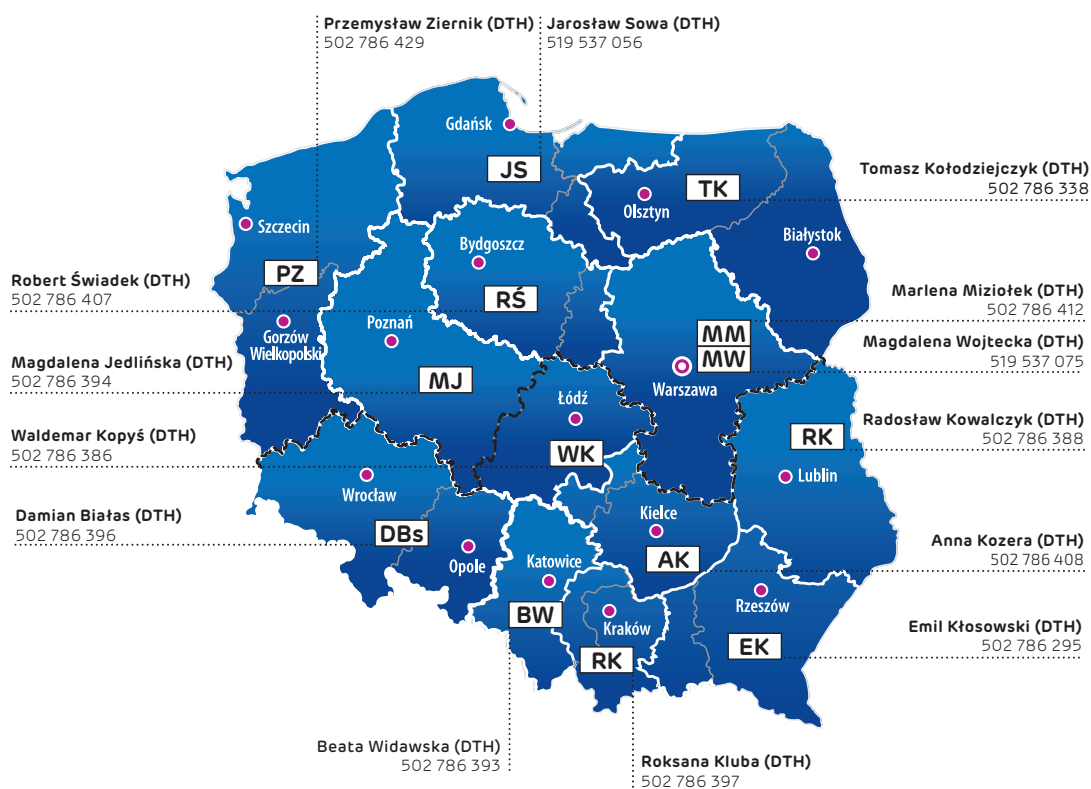 Przemysław Ziernik (DTH)
502 786 429
Jarosław Sowa (DTH)
519 537 056
Gdańsk
JS
TK
Olsztyn
Tomasz Kołodziejczyk (DTH)
502 786 338
Szczecin
Białystok
Bydgoszcz
PZ
RŚ
Robert Świadek (DTH)
502 786 407
Marlena Miziołek (DTH)
502 786 412
Gorzów
Wielkopolski
Poznań
MM
MW
Warszawa
Magdalena Wojtecka (DTH)
519 537 075
Magdalena Jedlińska (DTH)
502 786 394
MJ
Łódź
WK
RK
Radosław Kowalczyk (DTH)
502 786 388
Lublin
Waldemar Kopyś (DTH)
502 786 386
Wrocław
Damian Białas (DTH)
502 786 396
DBs
Opole
Kielce
AK
Anna Kozera (DTH)
502 786 408
Katowice
BW
Kraków
RK
Rzeszów
EK
Emil Kłosowski (DTH)
502 786 295
Beata Widawska (DTH)
502 786 393
Roksana Kluba (DTH)
502 786 397